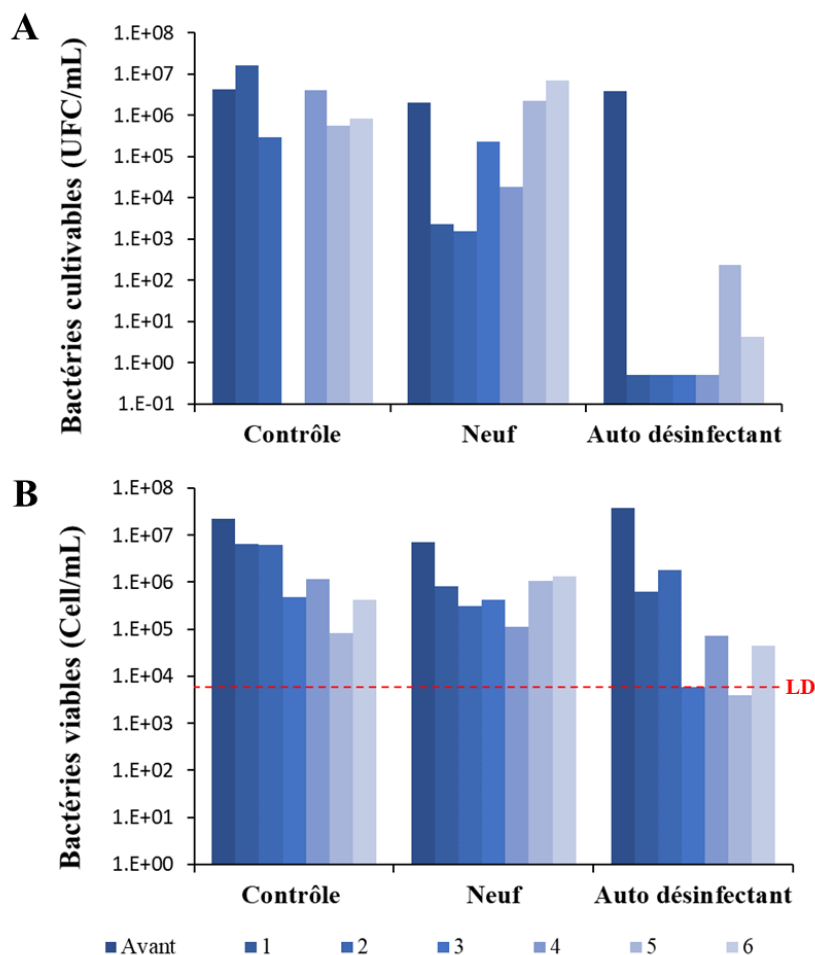 A
Bactéries cultivables (UFC/mL)
1.E+08
1.E+07
1.E+06
1.E+05
1.E+04
1.E+03
1.E+02
1.E+01
1.E+00
1.E-01
Contrôle Neuf Auto désinfectant
B
Bactéries viables (Cell/mL)
1.E+08
1.E+07
1.E+06
1.E+05
1.E+04
1.E+03
1.E+02
1.E+01
1.E+00
LD
Contrôle Neuf Auto désinfectant
Avant 1 2 3 4 5 6